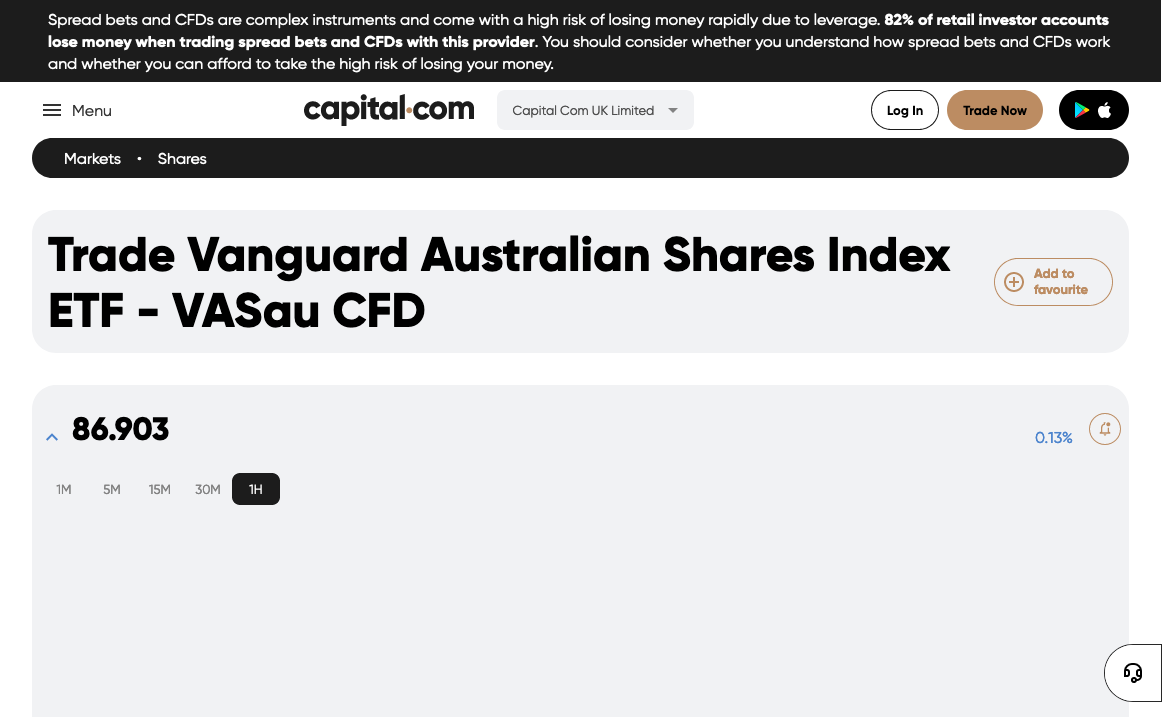 Spread bets and CFDs are complex instruments and come with a high risk of losing money rapidly due to leverage. 82% of retail investor accounts
lose money when trading spread bets and CFDs with this provider. You should consider whether you understand how spread bets and CFDs work
and whether you can afford to take the high risk of losing your money.
Menu
capital.com
Capital Com UK Limited
Log In
Trade Now
Markets • Shares
Trade Vanguard Australian Shares Index
ETF - VASau CFD
Add to
favourite
86.903
0.13%
1M 5M 15M 30M 1H